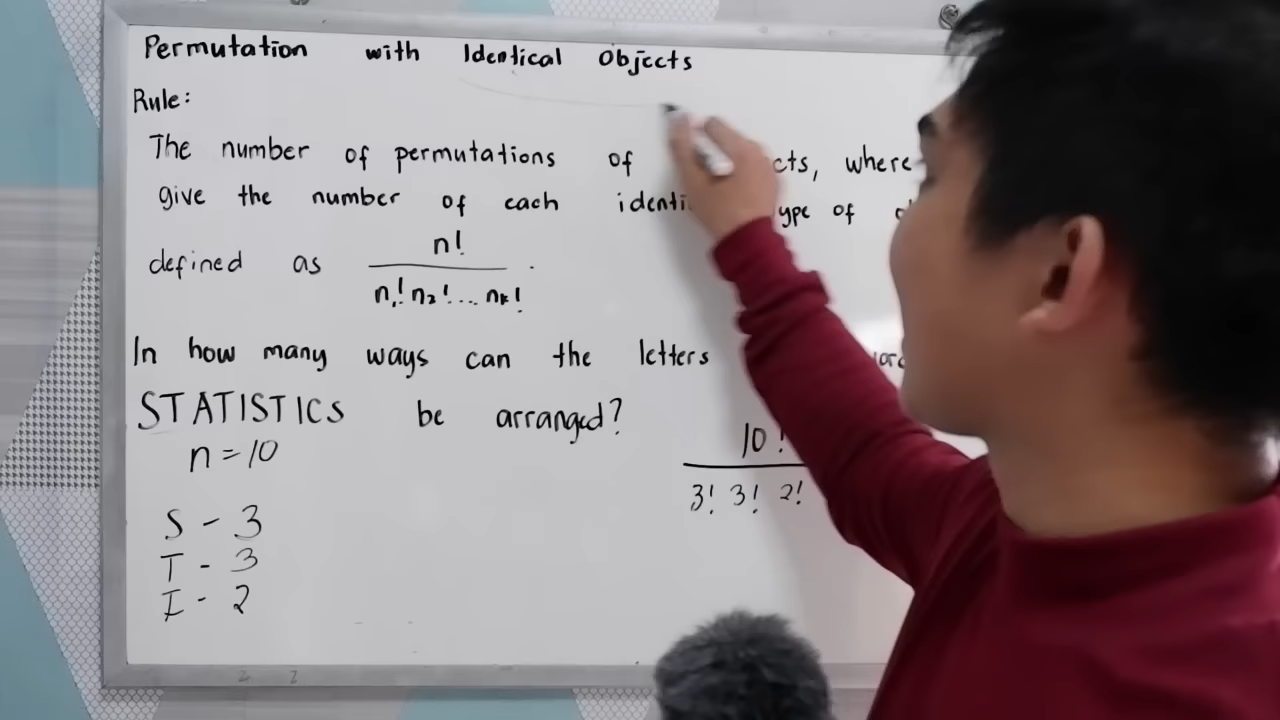 Permutation with Identical Objects
Rule:
The number of permutations of cts, where
give the number of each identi ype of
defined as n! / n₁! n₂! ... nₖ! .
In how many ways can the letters
STATISTICS be arranged?
n = 10
10!
3! 3! 2!
S - 3
T - 3
I - 2